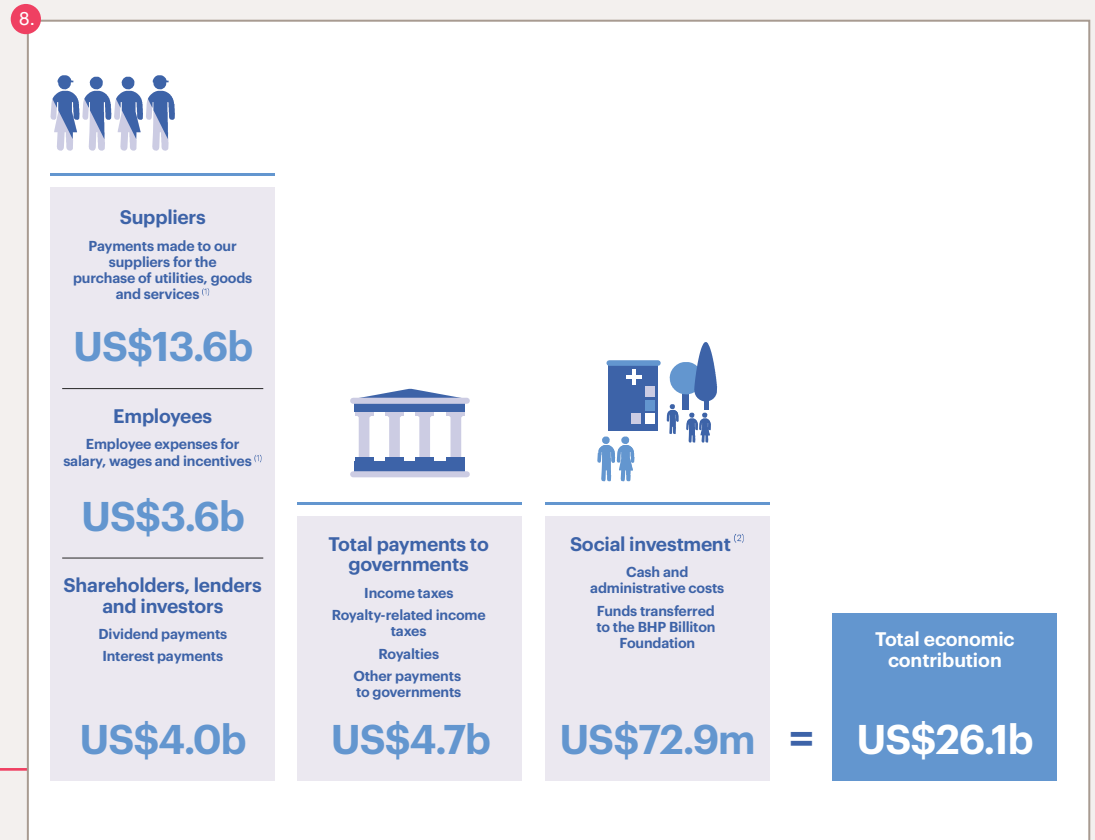 8.
Suppliers
Payments made to our
suppliers for the
purchase of utilities, goods
and services (1)
US$13.6b
Employees
Employee expenses for
salary, wages and incentives (1)
US$3.6b
Shareholders, lenders
and investors
Dividend payments
Interest payments
US$4.0b
Total payments to
governments
Income taxes
Royalty-related income
taxes
Royalties
Other payments
to governments
US$4.7b
Social investment (2)
Cash and
administrative costs
Funds transferred
to the BHP Billiton
Foundation
US$72.9m
=
Total economic
contribution
US$26.1b